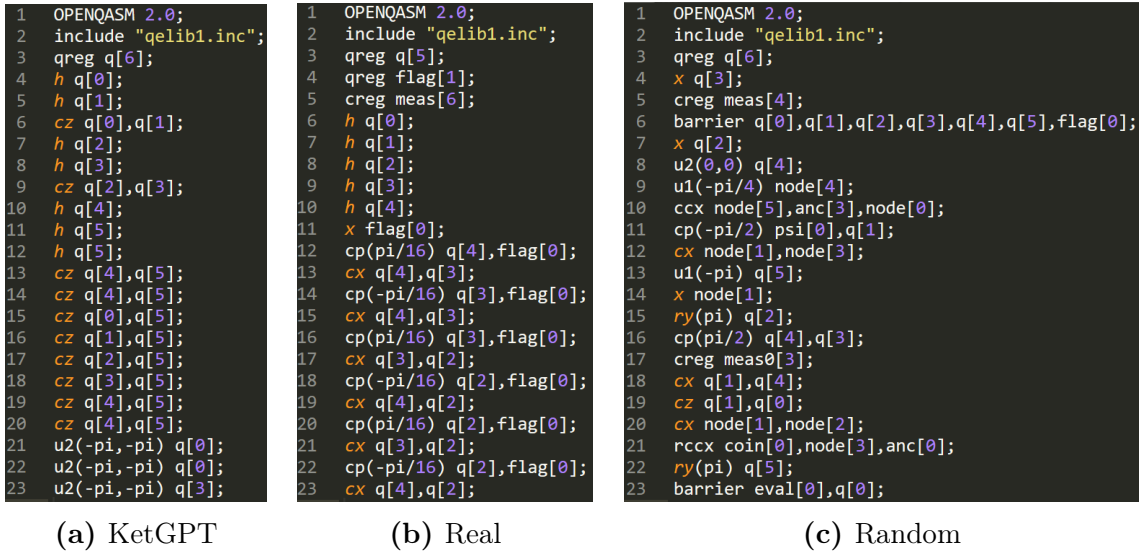 1 OPENQASM 2.0;
2 include "qelib1.inc";
3 qreg q[6];
4 h q[0];
5 h q[1];
6 cz q[0],q[1];
7 h q[2];
8 h q[3];
9 cz q[2],q[3];
10 h q[4];
11 h q[5];
12 h q[5];
13 cz q[4],q[5];
14 cz q[4],q[5];
15 cz q[0],q[5];
16 cz q[1],q[5];
17 cz q[2],q[5];
18 cz q[3],q[5];
19 cz q[4],q[5];
20 cz q[4],q[5];
21 u2(-pi,-pi) q[0];
22 u2(-pi,-pi) q[0];
23 u2(-pi,-pi) q[3];
(a) KetGPT
1 OPENQASM 2.0;
2 include "qelib1.inc";
3 qreg q[5];
4 qreg flag[1];
5 creg meas[6];
6 h q[0];
7 h q[1];
8 h q[2];
9 h q[3];
10 h q[4];
11 x flag[0];
12 cp(pi/16) q[4],flag[0];
13 cx q[4],q[3];
14 cp(-pi/16) q[3],flag[0];
15 cx q[4],q[3];
16 cp(pi/16) q[3],flag[0];
17 cx q[3],q[2];
18 cp(-pi/16) q[2],flag[0];
19 cx q[4],q[2];
20 cp(pi/16) q[2],flag[0];
21 cx q[3],q[2];
22 cp(-pi/16) q[2],flag[0];
23 cx q[4],q[2];
(b) Real
1 OPENQASM 2.0;
2 include "qelib1.inc";
3 qreg q[6];
4 x q[3];
5 creg meas[4];
6 barrier q[0],q[1],q[2],q[3],q[4],q[5],flag[0];
7 x q[2];
8 u2(0,0) q[4];
9 u1(-pi/4) node[4];
10 ccx node[5],anc[3],node[0];
11 cp(-pi/2) psi[0],q[1];
12 cx node[1],node[3];
13 u1(-pi) q[5];
14 x node[1];
15 ry(pi) q[2];
16 cp(pi/2) q[4],q[3];
17 creg meas0[3];
18 cx q[1],q[4];
19 cz q[1],q[0];
20 cx node[1],node[2];
21 rccx coin[0],node[3],anc[0];
22 ry(pi) q[5];
23 barrier eval[0],q[0];
(c) Random